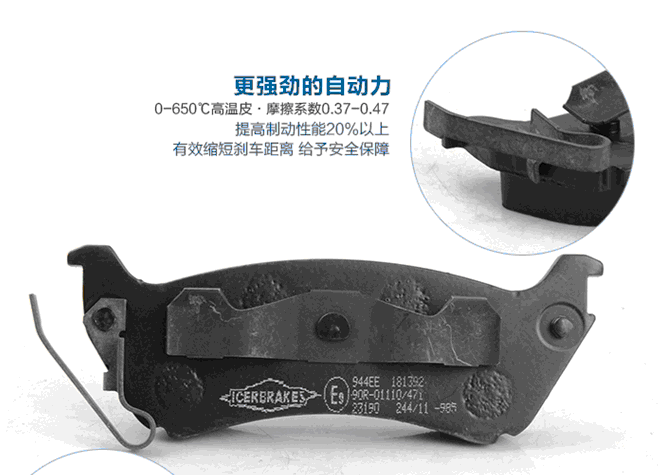 更强劲的自动力
0-650℃高温皮·摩擦系数0.37-0.47
提高制动性能20%以上
有效缩短刹车距离 给予安全保障
ICERBRAKES
E9
944EE 181392
90R-01110/471
23190 244/11 -985